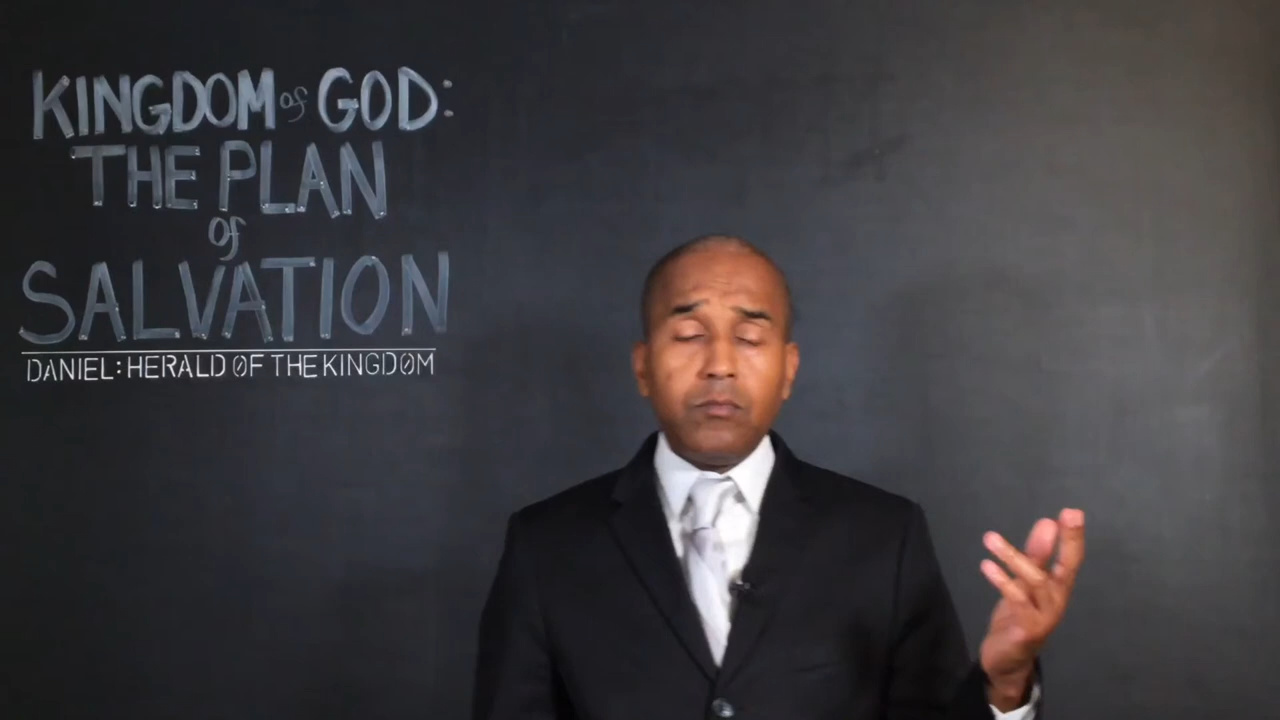 KINGDOM of GOD:
THE PLAN
of
SALVATION
DANIEL: HERALD OF THE KINGDOM